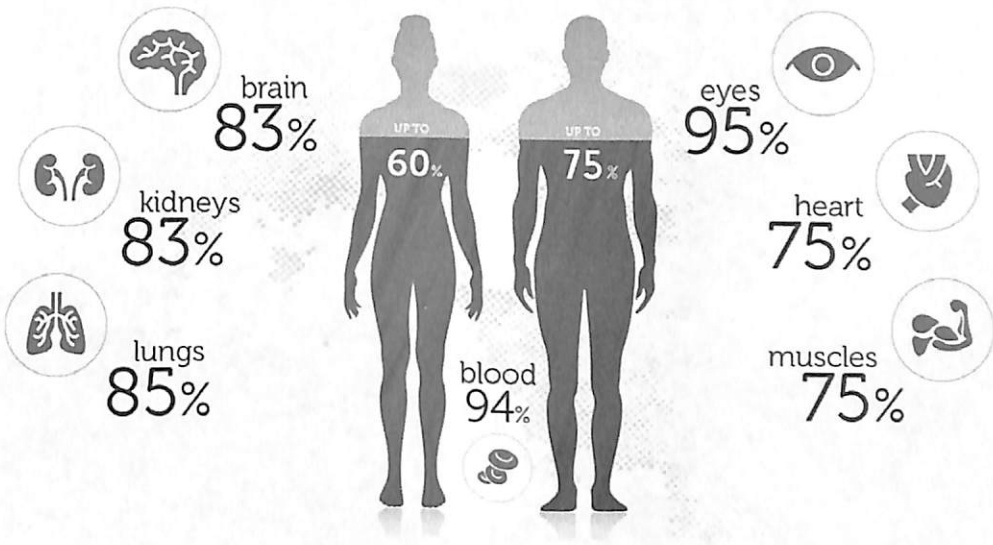 brain
83%
kidneys
83%
lungs
85%
UP TO
60%
UP TO
75%
blood
94%
eyes
95%
heart
75%
muscles
75%